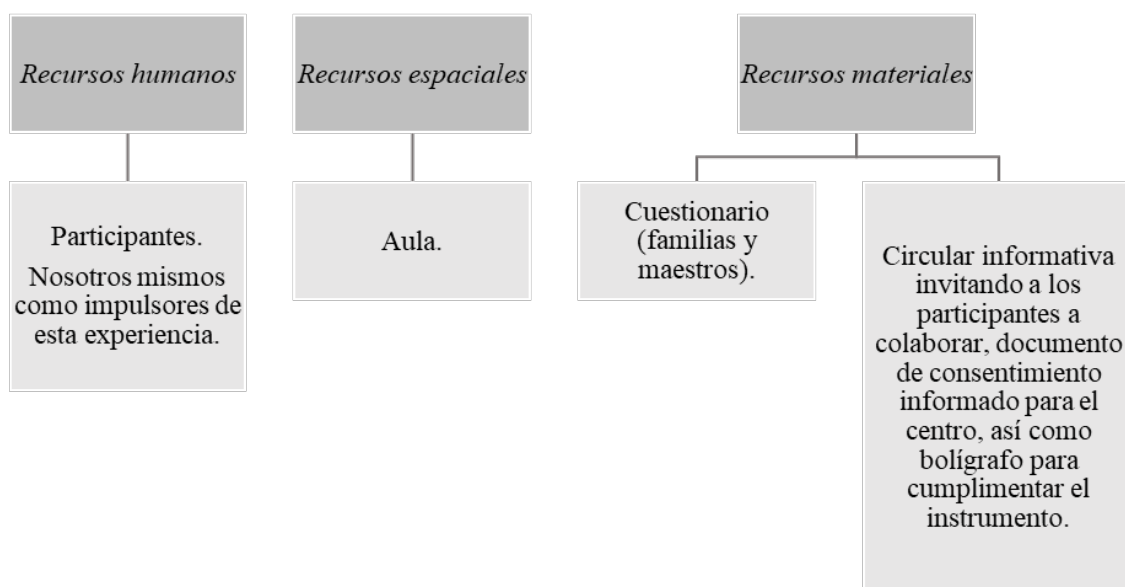 Recursos humanos
Participantes.
Nosotros mismos
como impulsores de
esta experiencia.
Recursos espaciales
Aula.
Recursos materiales
Cuestionario
(familias y
maestros).
Circular informativa
invitando a los
participantes a
colaborar, documento
de consentimiento
informado para el
centro, así como
bolígrafo para
cumplimentar el
instrumento.